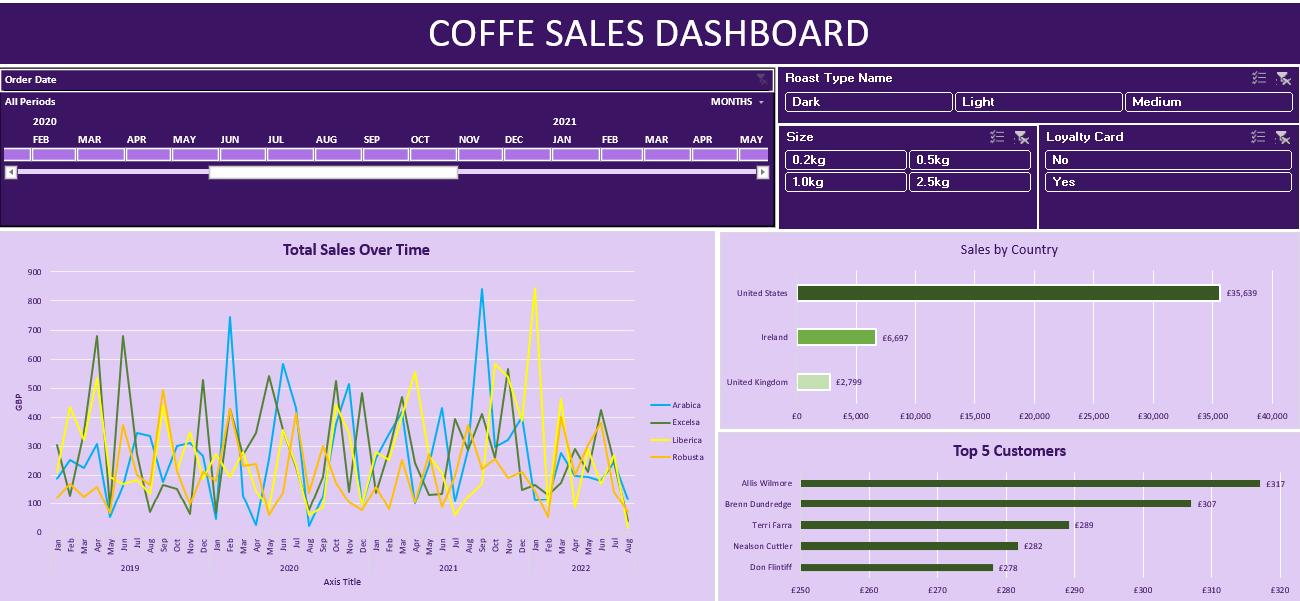 COFFE SALES DASHBOARD
Order Date
All Periods
MONTHS
2020 2021
FEB MAR APR MAY JUN JUL AUG SEP OCT NOV DEC JAN FEB MAR APR MAY
Roast Type Name
Dark Light Medium
Size
0.2kg 0.5kg
1.0kg 2.5kg
Loyalty Card
No
Yes
Total Sales Over Time
900
800
700
600
500
400
300
200
100
0
GBP
Jan Feb Mar Apr May Jun Jul Aug Sep Oct Nov Dec Jan Feb Mar Apr May Jun Jul Aug Sep Oct Nov Dec Jan Feb Mar Apr May Jun Jul Aug Sep Oct Nov Dec Jan Feb Mar Apr May Jun Jul Aug
2019 2020 2021 2022
Axis Title
Arabica
Excelsa
Liberica
Robusta
Sales by Country
United States £35,639
Ireland £6,697
United Kingdom £2,799
£0 £5,000 £10,000 £15,000 £20,000 £25,000 £30,000 £35,000 £40,000
Top 5 Customers
Allis Wilmore £317
Brenn Dundredge £307
Terri Farra £289
Nealson Cuttler £282
Don Flintiff £278
£250 £260 £270 £280 £290 £300 £310 £320